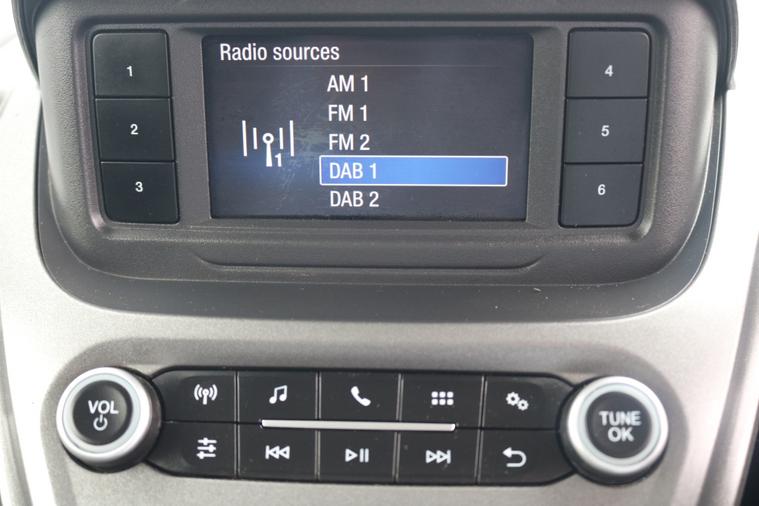 Radio sources
1
AM 1
4
FM 1
2
FM 2
5
1
DAB 1
3
6
DAB 2
VOL
TUNE
OK